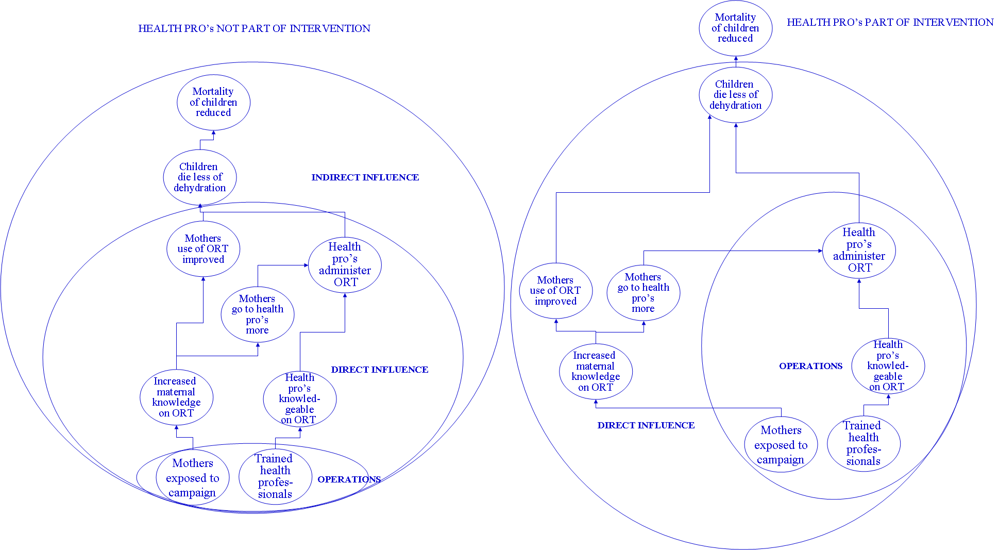 HEALTH PRO’s NOT PART OF INTERVENTION
Mortality
of children
reduced
Children
die less of
dehydration
INDIRECT INFLUENCE
Mothers
use of ORT
improved
Health
pro’s
administer
ORT
Mothers
go to health
pro’s
more
DIRECT INFLUENCE
Increased
maternal
knowledge
on ORT
Health
pro’s
knowled-
geable
on ORT
Mothers
exposed to
campaign
Trained
health
profes-
sionals
OPERATIONS
HEALTH PRO’s PART OF INTERVENTION
Mortality
of children
reduced
Children
die less of
dehydration
Health
pro’s
administer
ORT
Mothers
use of ORT
improved
Mothers
go to health
pro’s
more
Increased
maternal
knowledge
on ORT
OPERATIONS
Health
pro’s
knowled-
geable
on ORT
DIRECT INFLUENCE
Mothers
exposed to
campaign
Trained
health
profes-
sionals